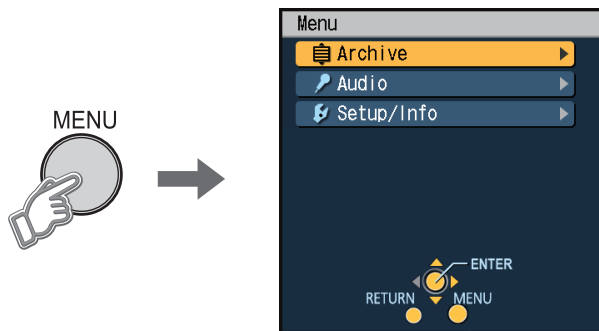 MENU
Menu
Archive
Audio
Setup/Info
ENTER
RETURN
MENU